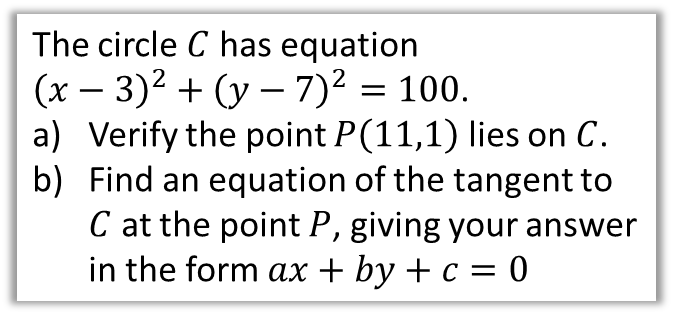 The circle 𝐶 has equation
(𝑥 − 3)² + (𝑦 − 7)² = 100.
a) Verify the point 𝑃(11,1) lies on 𝐶.
b) Find an equation of the tangent to
𝐶 at the point 𝑃, giving your answer
in the form 𝑎𝑥 + 𝑏𝑦 + 𝑐 = 0